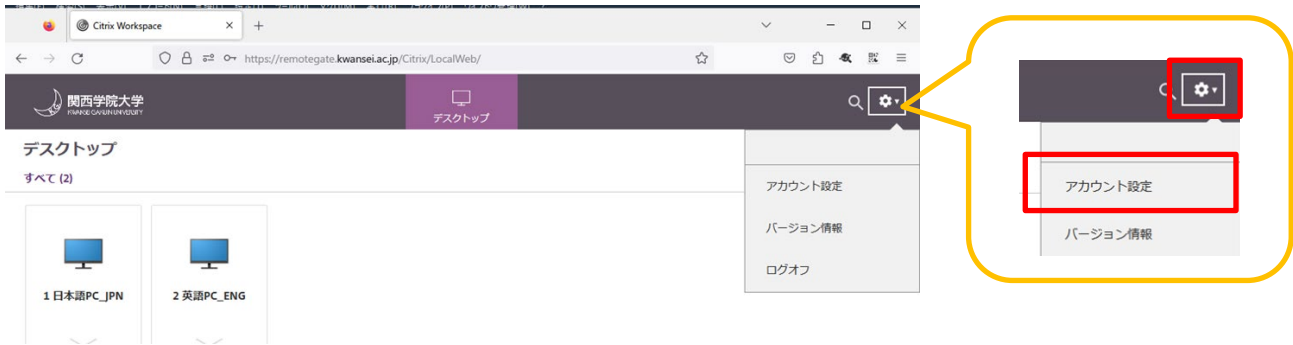 Citrix Workspace
https://remotegate.kwansei.ac.jp/Citrix/LocalWeb/
関西学院大学
KWANSEI GAKUIN UNIVERSITY
デスクトップ
デスクトップ
すべて (2)
アカウント設定
バージョン情報
ログオフ
1 日本語PC_JPN
2 英語PC_ENG
アカウント設定
バージョン情報